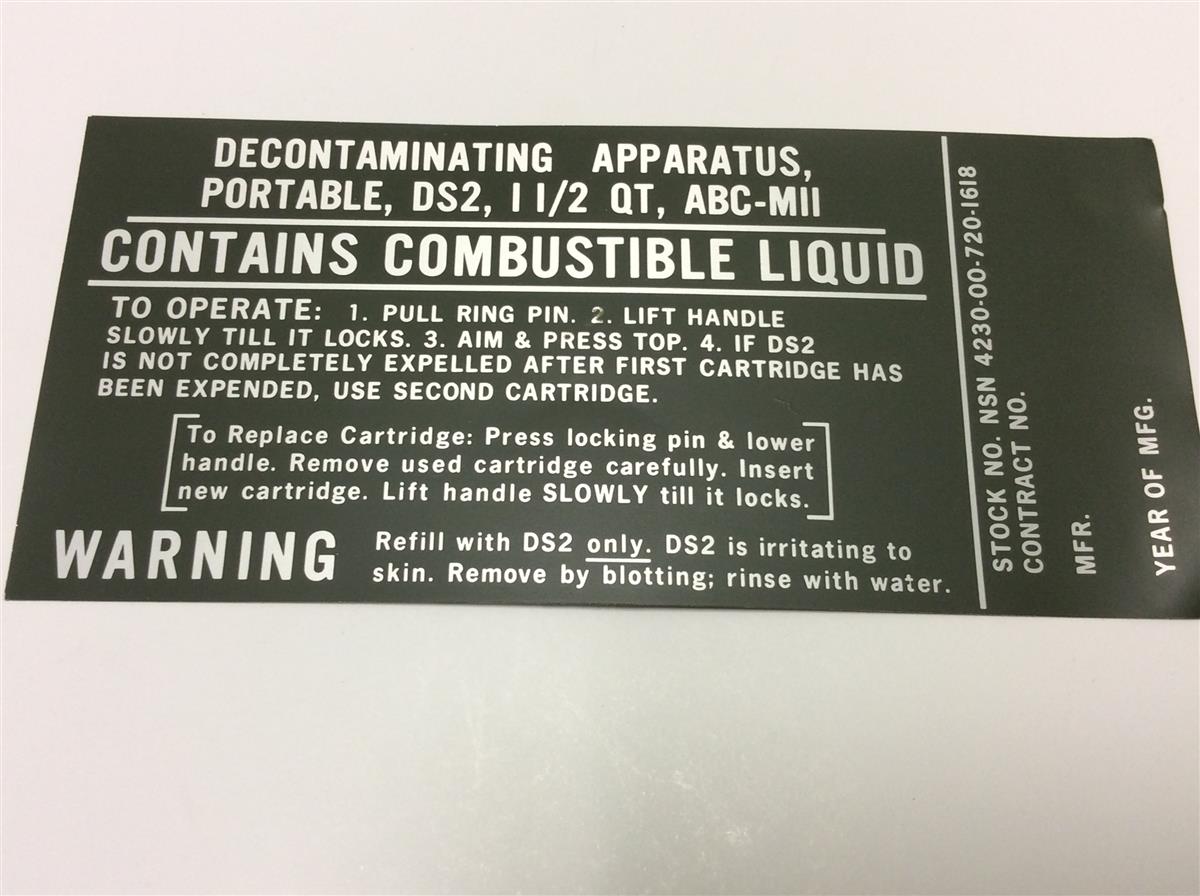 DECONTAMINATING APPARATUS,
PORTABLE, DS2, 1 1/2 QT, ABC-M11
CONTAINS COMBUSTIBLE LIQUID
TO OPERATE: 1. PULL RING PIN. 2. LIFT HANDLE
SLOWLY TILL IT LOCKS. 3. AIM & PRESS TOP. 4. IF DS2
IS NOT COMPLETELY EXPELLED AFTER FIRST CARTRIDGE HAS
BEEN EXPENDED, USE SECOND CARTRIDGE.
To Replace Cartridge: Press locking pin & lower
handle. Remove used cartridge carefully. Insert
new cartridge. Lift handle SLOWLY till it locks.
WARNING
Refill with DS2 only. DS2 is irritating to
skin. Remove by blotting; rinse with water.
STOCK NO. NSN 4230-00-720-1618
CONTRACT NO.
MFR.
YEAR OF MFG.